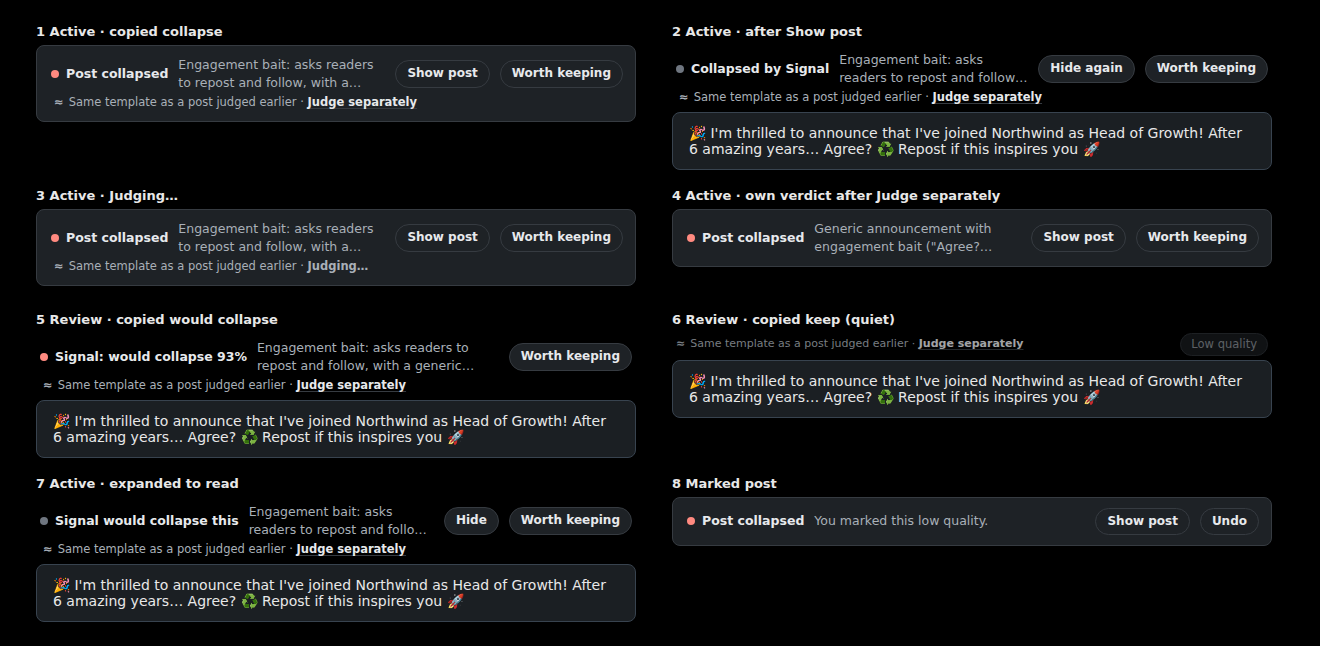 1 Active · copied collapse
Post collapsed Engagement bait: asks readers to repost and follow, with a… Show post Worth keeping
≈ Same template as a post judged earlier · Judge separately
2 Active · after Show post
Collapsed by Signal Engagement bait: asks readers to repost and follow… Hide again Worth keeping
≈ Same template as a post judged earlier · Judge separately
🎉 I'm thrilled to announce that I've joined Northwind as Head of Growth! After
6 amazing years… Agree? ♻️ Repost if this inspires you 🚀
3 Active · Judging…
Post collapsed Engagement bait: asks readers to repost and follow, with a… Show post Worth keeping
≈ Same template as a post judged earlier · Judging…
4 Active · own verdict after Judge separately
Post collapsed Generic announcement with engagement bait ("Agree?… Show post Worth keeping
5 Review · copied would collapse
Signal: would collapse 93% Engagement bait: asks readers to repost and follow, with a generic… Worth keeping
≈ Same template as a post judged earlier · Judge separately
🎉 I'm thrilled to announce that I've joined Northwind as Head of Growth! After
6 amazing years… Agree? ♻️ Repost if this inspires you 🚀
6 Review · copied keep (quiet)
≈ Same template as a post judged earlier · Judge separately Low quality
🎉 I'm thrilled to announce that I've joined Northwind as Head of Growth! After
6 amazing years… Agree? ♻️ Repost if this inspires you 🚀
7 Active · expanded to read
Signal would collapse this Engagement bait: asks readers to repost and follo… Hide Worth keeping
≈ Same template as a post judged earlier · Judge separately
🎉 I'm thrilled to announce that I've joined Northwind as Head of Growth! After
6 amazing years… Agree? ♻️ Repost if this inspires you 🚀
8 Marked post
Post collapsed You marked this low quality. Show post Undo